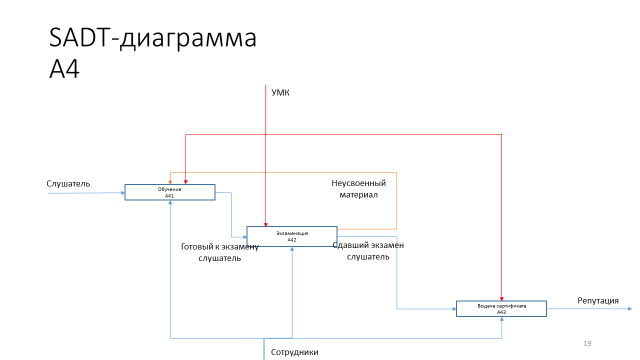 SADT-диаграмма
А4
УМК
Слушатель
Обучение
А41
Неусвоенный
материал
Экзаменация
А42
Готовый к экзамену
слушатель
Сдавший экзамен
слушатель
Выдача сертификата
А43
Репутация
Сотрудники
19